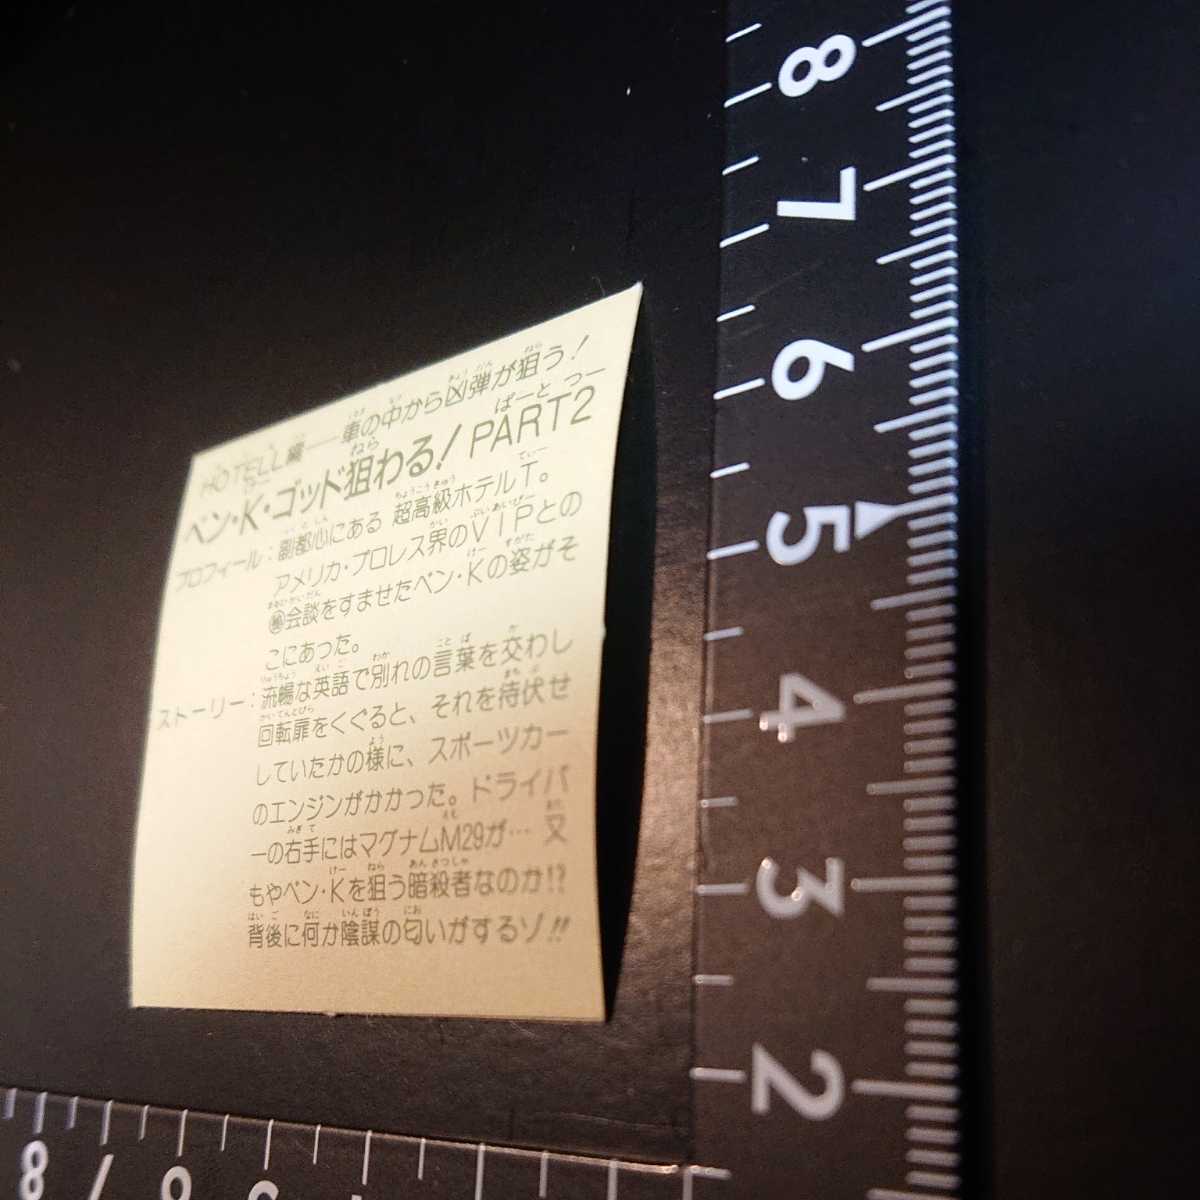 HOTELL編──車の中から凶弾が狙う!
ベン・K・ゴッド狙わる! PART2
プロフィール:副都心にある 超高級ホテルT。
アメリカ・プロレス界のVIPとの
㊙会談をすませたベン・Kの姿がそ
こにあった。
ストーリー:流暢な英語で別れの言葉を交わし
回転扉をくぐると、それを待伏せ
していたかの様に、スポーツカー
のエンジンがかかった。ドライバ
ーの右手にはマグナムM29が…又
もやベン・Kを狙う暗殺者なのか!?
背後に何か陰謀の匂いがするゾ!!
8
7
6
5
4
3
2
8
7
6